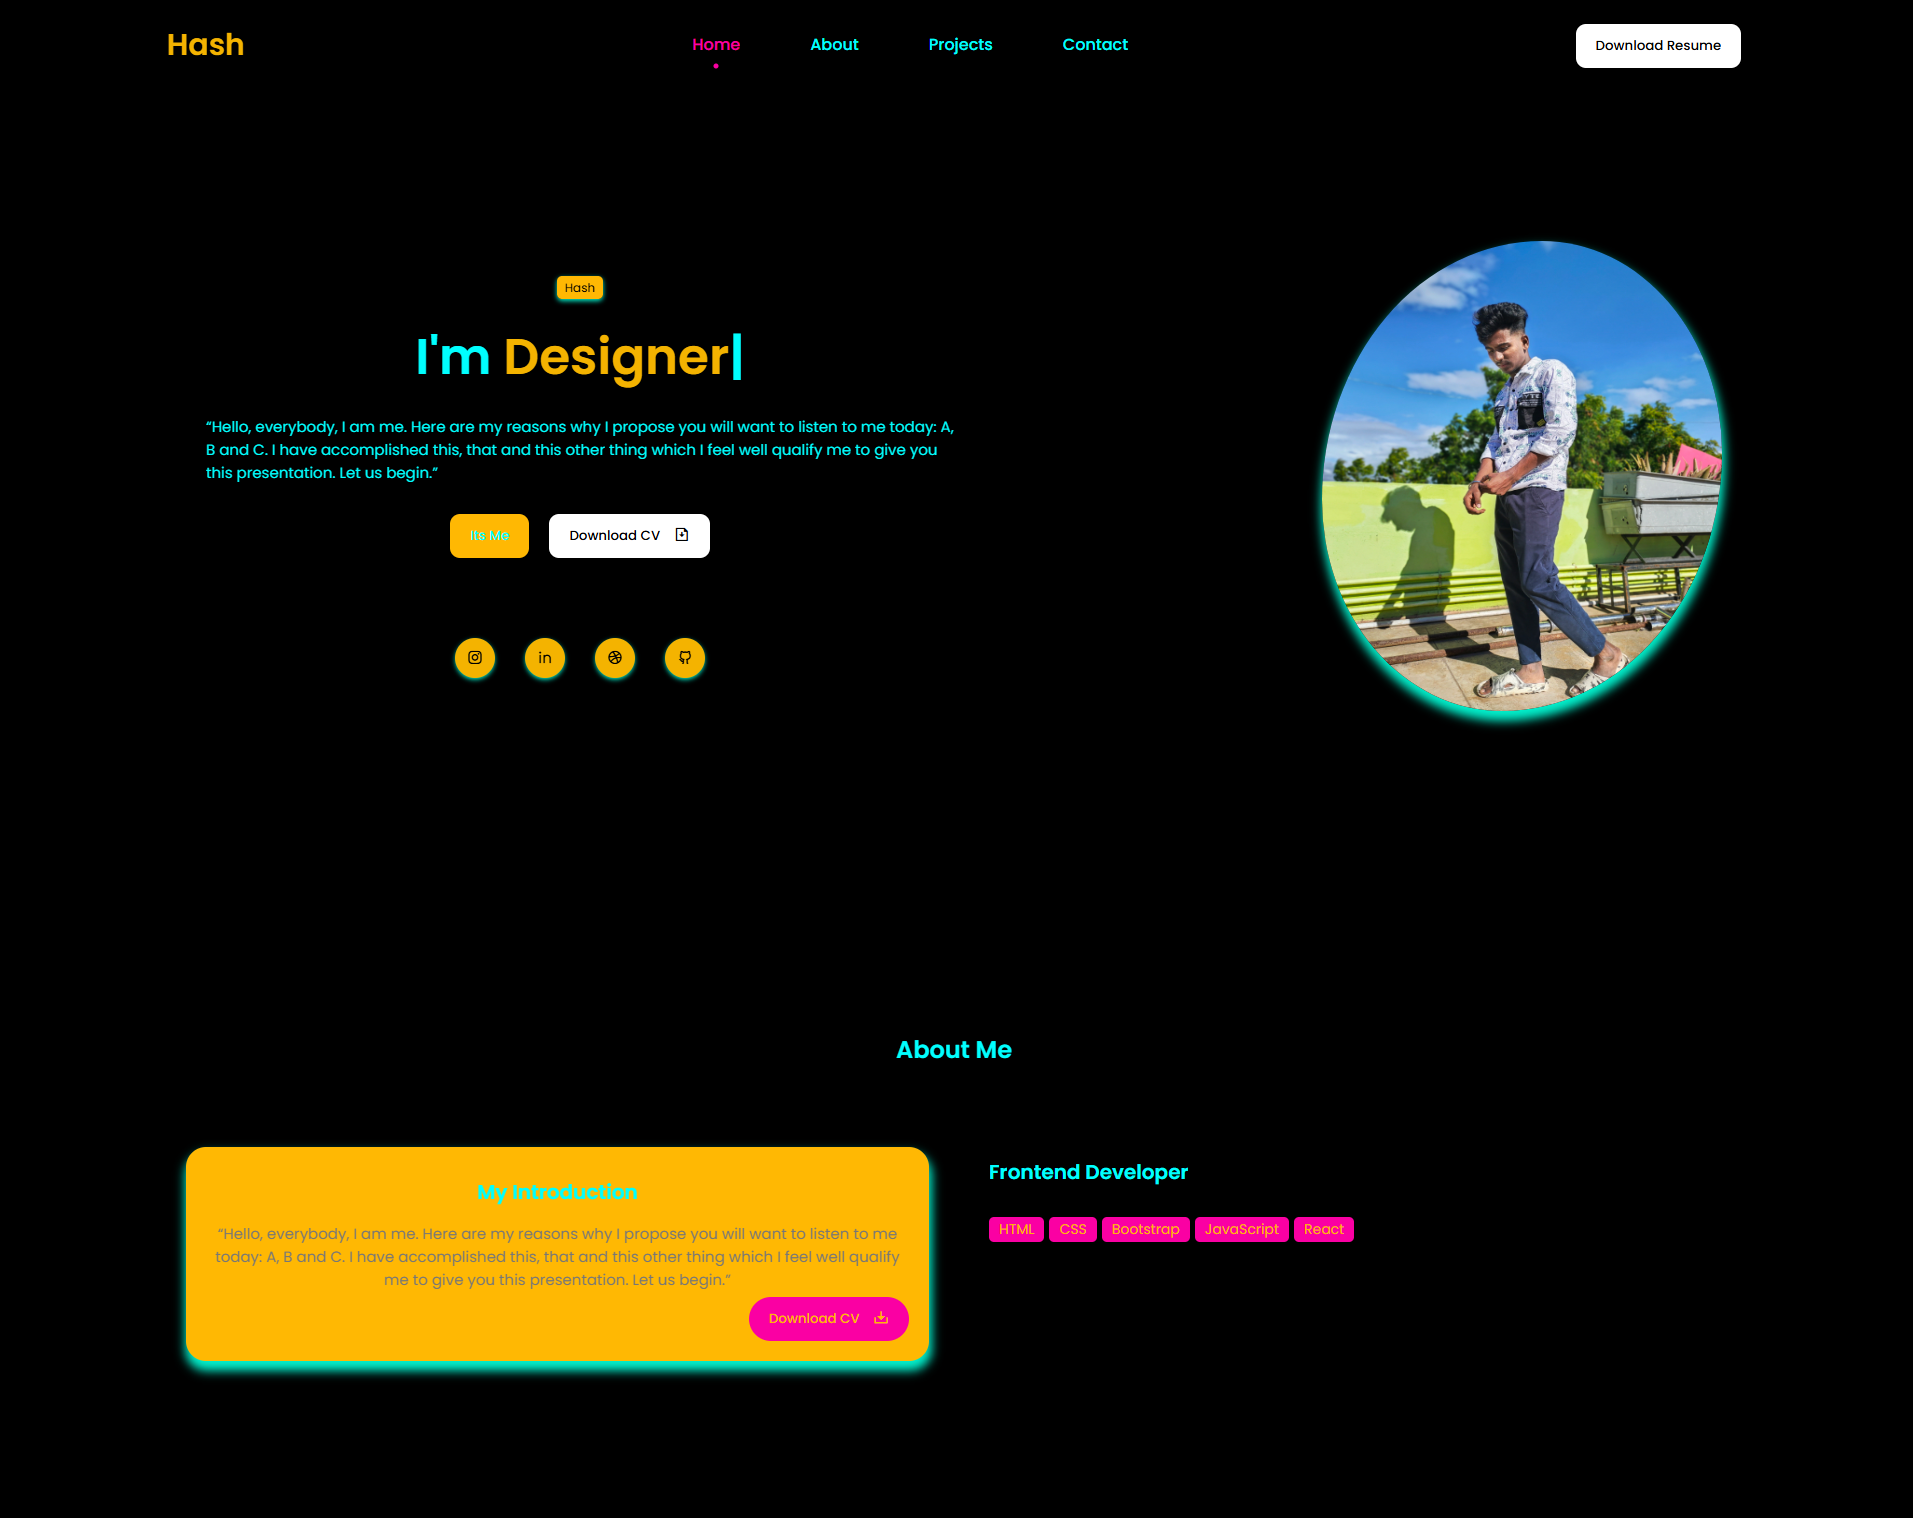 Hash
Home
About
Projects
Contact
Download Resume
Hash
I'm Designer|
“Hello, everybody, I am me. Here are my reasons why I propose you will want to listen to me today: A,
B and C. I have accomplished this, that and this other thing which I feel well qualify me to give you
this presentation. Let us begin.”
Its Me
Download CV
in
About Me
My Introduction
“Hello, everybody, I am me. Here are my reasons why I propose you will want to listen to me
today: A, B and C. I have accomplished this, that and this other thing which I feel well qualify
me to give you this presentation. Let us begin.”
Download CV
Frontend Developer
HTML
CSS
Bootstrap
JavaScript
React